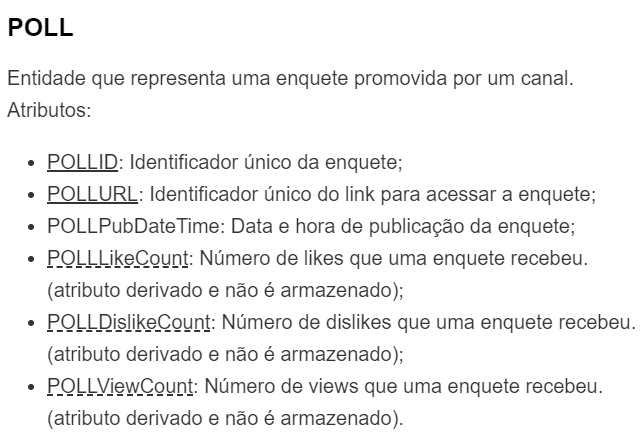 POLL
Entidade que representa uma enquete promovida por um canal.
Atributos:
• POLLID: Identificador único da enquete;
• POLLURL: Identificador único do link para acessar a enquete;
• POLLPubDateTime: Data e hora de publicação da enquete;
• POLLLikeCount: Número de likes que uma enquete recebeu.
(atributo derivado e não é armazenado);
• POLLDislikeCount: Número de dislikes que uma enquete recebeu.
(atributo derivado e não é armazenado);
• POLLViewCount: Número de views que uma enquete recebeu.
(atributo derivado e não é armazenado).